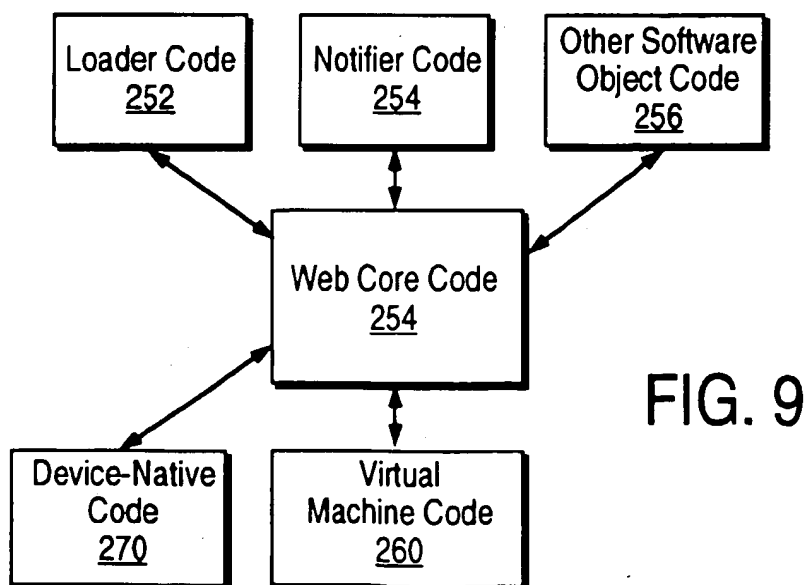 Loader Code
252
Notifier Code
254
Other Software
Object Code
256
Web Core Code
254
FIG. 9
Device-Native
Code
270
Virtual
Machine Code
260